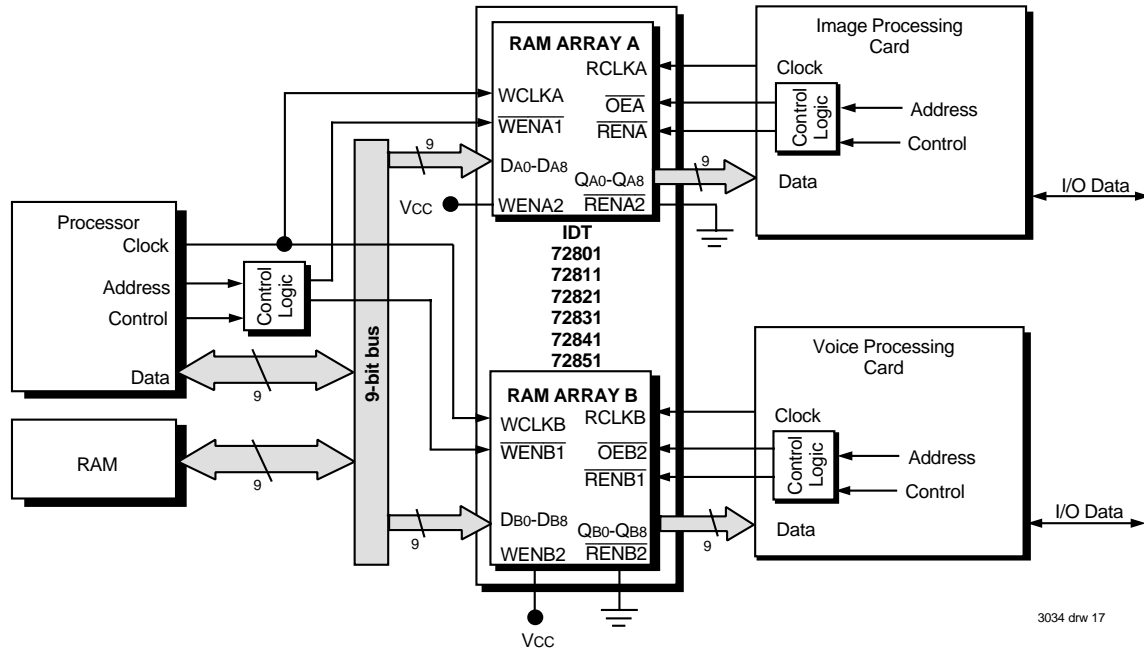 RAM ARRAY A
RCLKA
WCLKA
OEA
WENA1
RENA
9
DA0-DA8
QA0-QA8
9
VCC
WENA2
RENA2
Image Processing
Card
Clock
Control
Logic
Address
Control
Data
I/O Data
Processor
Clock
Address
Control
Control
Logic
Data
9
RAM
9
9-bit bus
IDT
72801
72811
72821
72831
72841
72851
RAM ARRAY B
WCLKB
RCLKB
WENB1
OEB2
RENB1
9
DB0-DB8
QB0-QB8
9
WENB2
RENB2
VCC
Voice Processing
Card
Clock
Control
Logic
Address
Control
Data
I/O Data
3034 drw 17